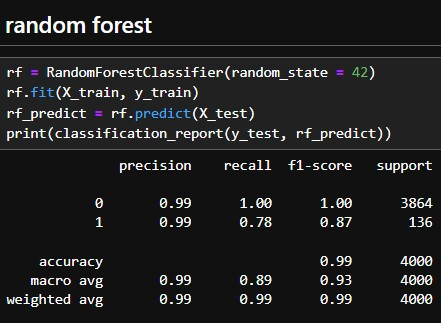 random forest
rf = RandomForestClassifier(random_state = 42)
rf.fit(X_train, y_train)
rf_predict = rf.predict(X_test)
print(classification_report(y_test, rf_predict))
precision recall f1-score support
0 0.99 1.00 1.00 3864
1 0.99 0.78 0.87 136
accuracy 0.99 4000
macro avg 0.99 0.89 0.93 4000
weighted avg 0.99 0.99 0.99 4000